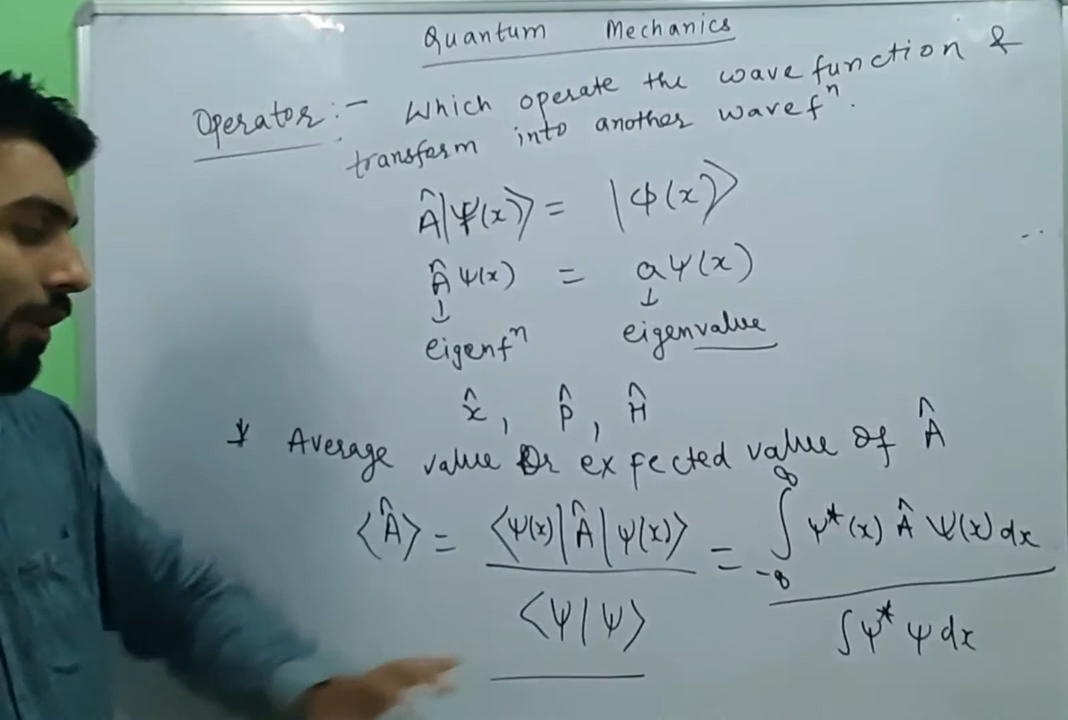 Quantum Mechanics
Operator :- Which operate the wave function &
transform into another wavefⁿ.
Â|Ψ(x)⟩ = |ϕ(x)⟩
Âψ(x) = aψ(x)
↓ ↓
eigenfⁿ eigenvalue
x̂, p̂, Ĥ
* Average value Or expected value of Â
⟨Â⟩ = ⟨ψ(x)|Â|ψ(x)⟩ / ⟨ψ|ψ⟩ = ∫_{-∞}^{∞} ψ*(x) Â ψ(x) dx / ∫ψ* ψ dx